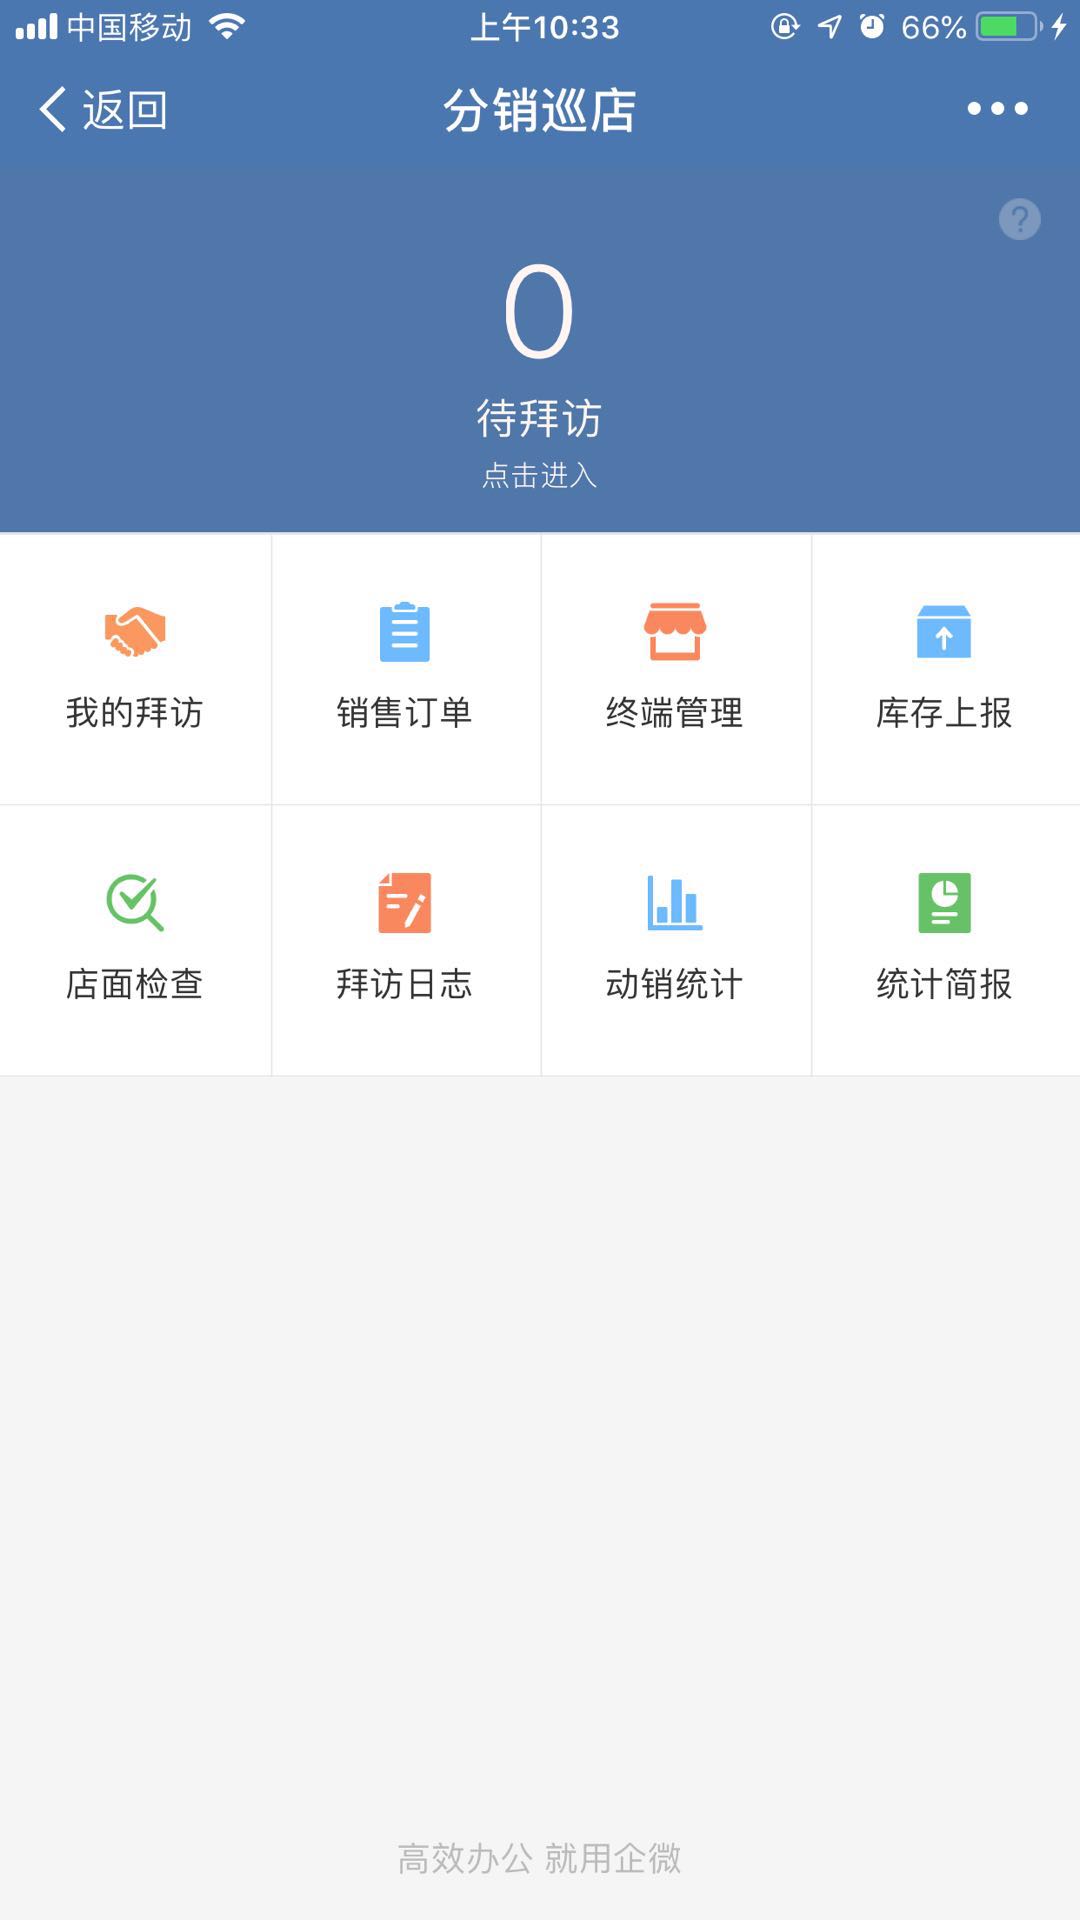 中国移动 上午10:33 66%
返回 分销巡店
?
0
待拜访
点击进入
我的拜访 销售订单 终端管理 库存上报
店面检查 拜访日志 动销统计 统计简报
高效办公 就用企微